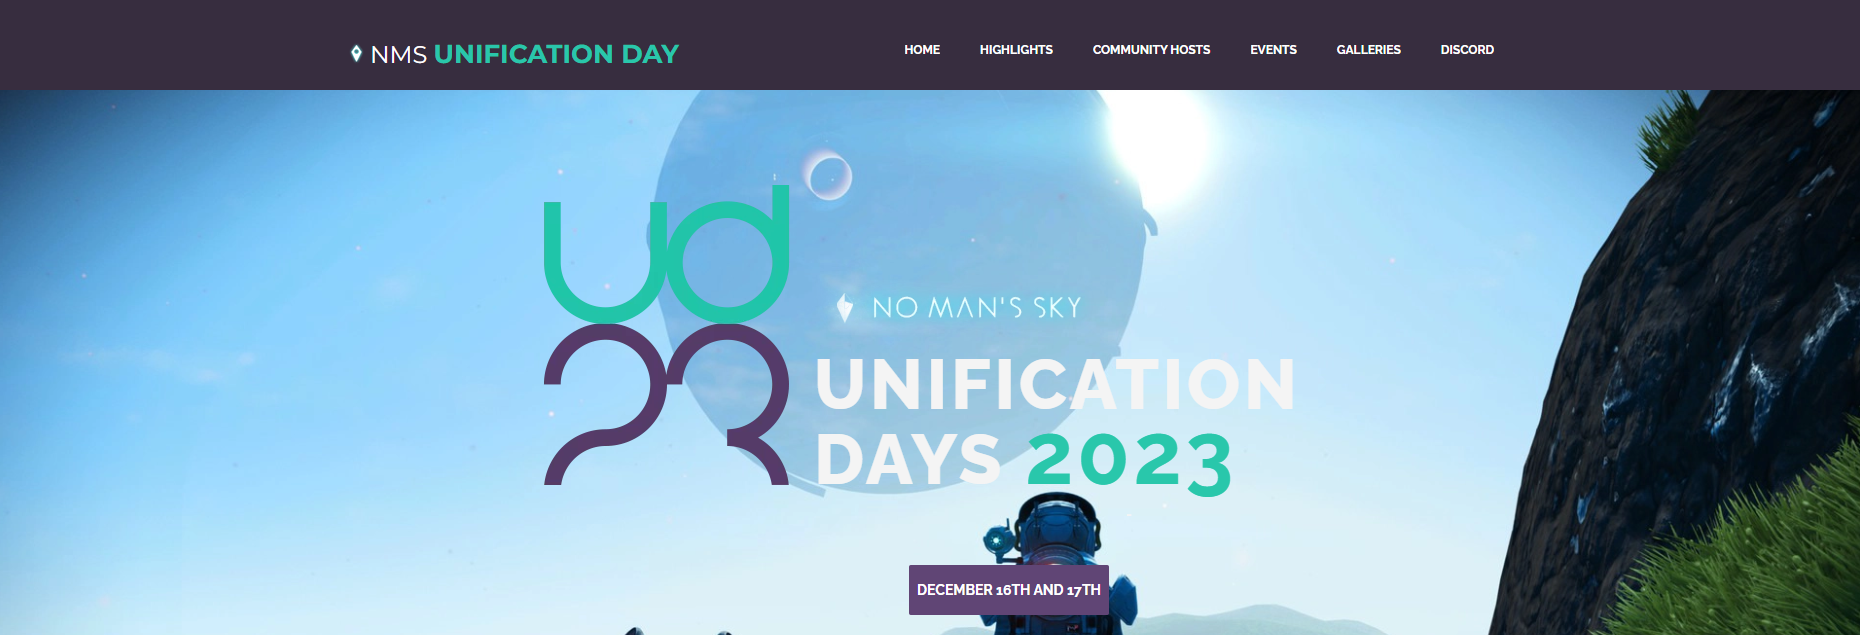 NMS UNIFICATION DAY
HOME HIGHLIGHTS COMMUNITY HOSTS EVENTS GALLERIES DISCORD
ud
23
NO MAN'S SKY
UNIFICATION
DAYS 2023
DECEMBER 16TH AND 17TH